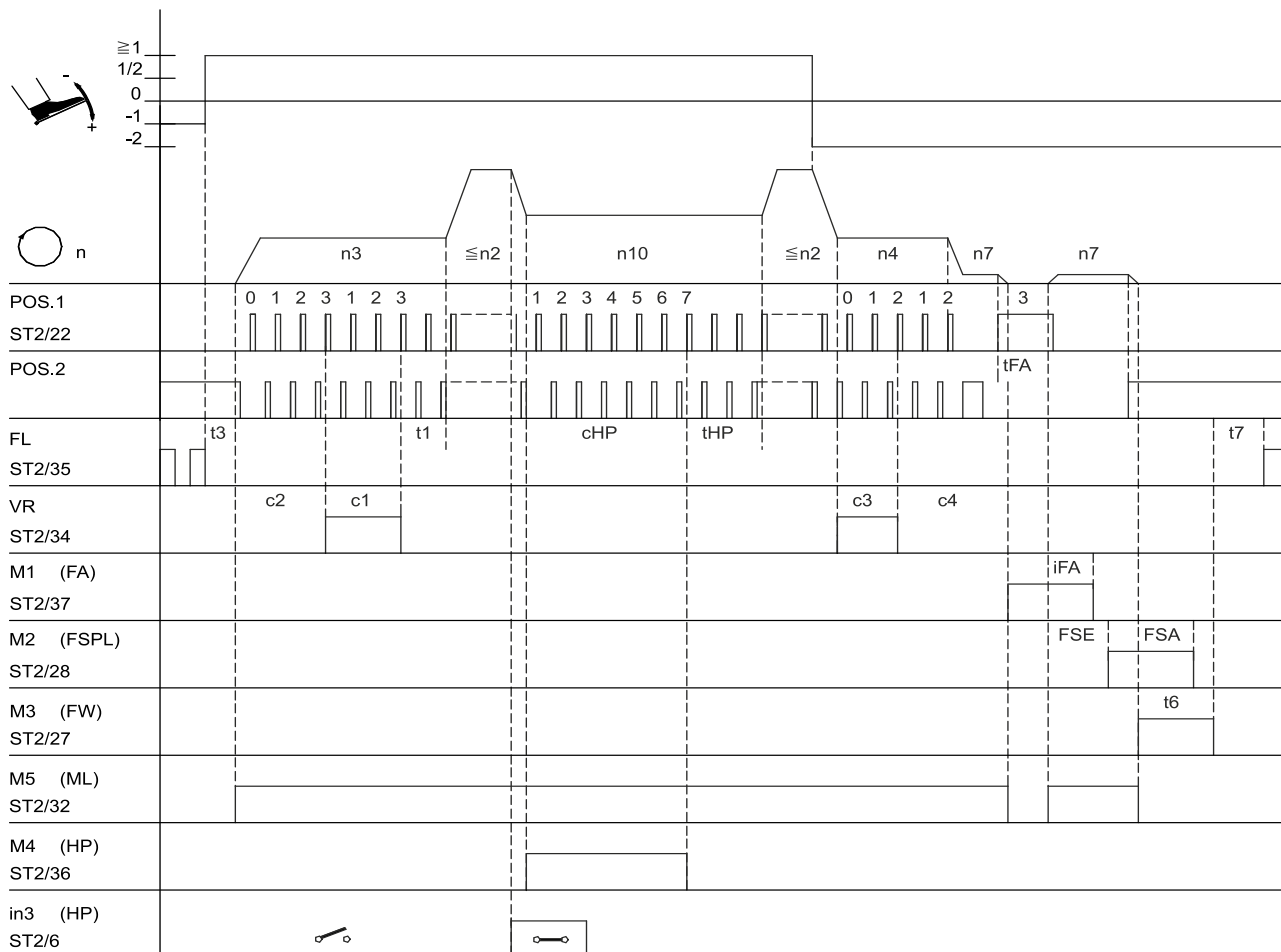 ≧1
1/2
-
0
-1
+
-2
n3
≦n2
n10
≦n2
n4
n7
n7
n
POS.1
0 1 2 3 1 2 3
1 2 3 4 5 6 7
0 1 2 1 2
3
ST2/22
POS.2
tFA
FL
t3
t1
cHP
tHP
t7
ST2/35
VR
c2
c1
c3
c4
ST2/34
M1 (FA)
iFA
ST2/37
M2 (FSPL)
FSE
FSA
ST2/28
M3 (FW)
t6
ST2/27
M5 (ML)
ST2/32
M4 (HP)
ST2/36
in3 (HP)
ST2/6